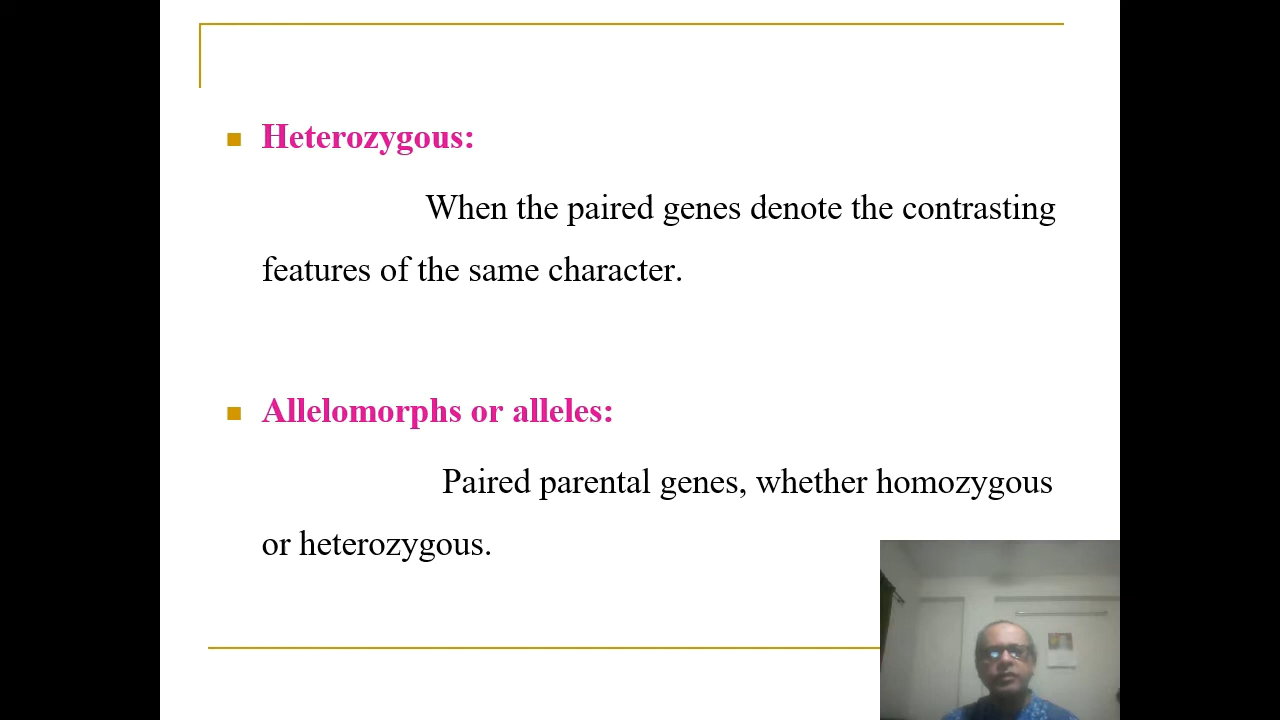 Heterozygous:
When the paired genes denote the contrasting
features of the same character.
Allelomorphs or alleles:
Paired parental genes, whether homozygous
or heterozygous.